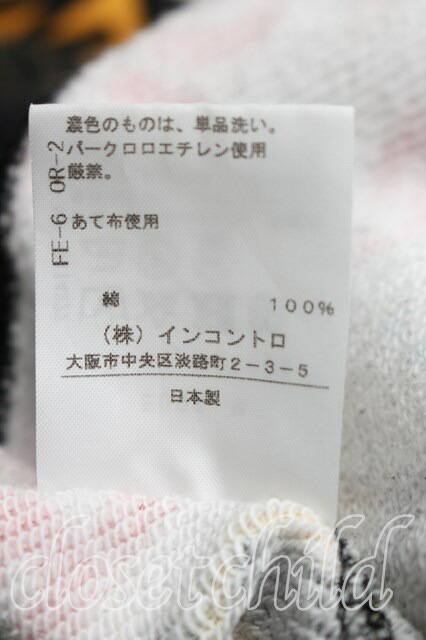 濃色のものは、単品洗い。
パークロロエチレン使用
厳禁。
あて布使用
FE-6 OR-2
綿 100%
（株）インコントロ
大阪市中央区淡路町2-3-5
日本製
closetchild